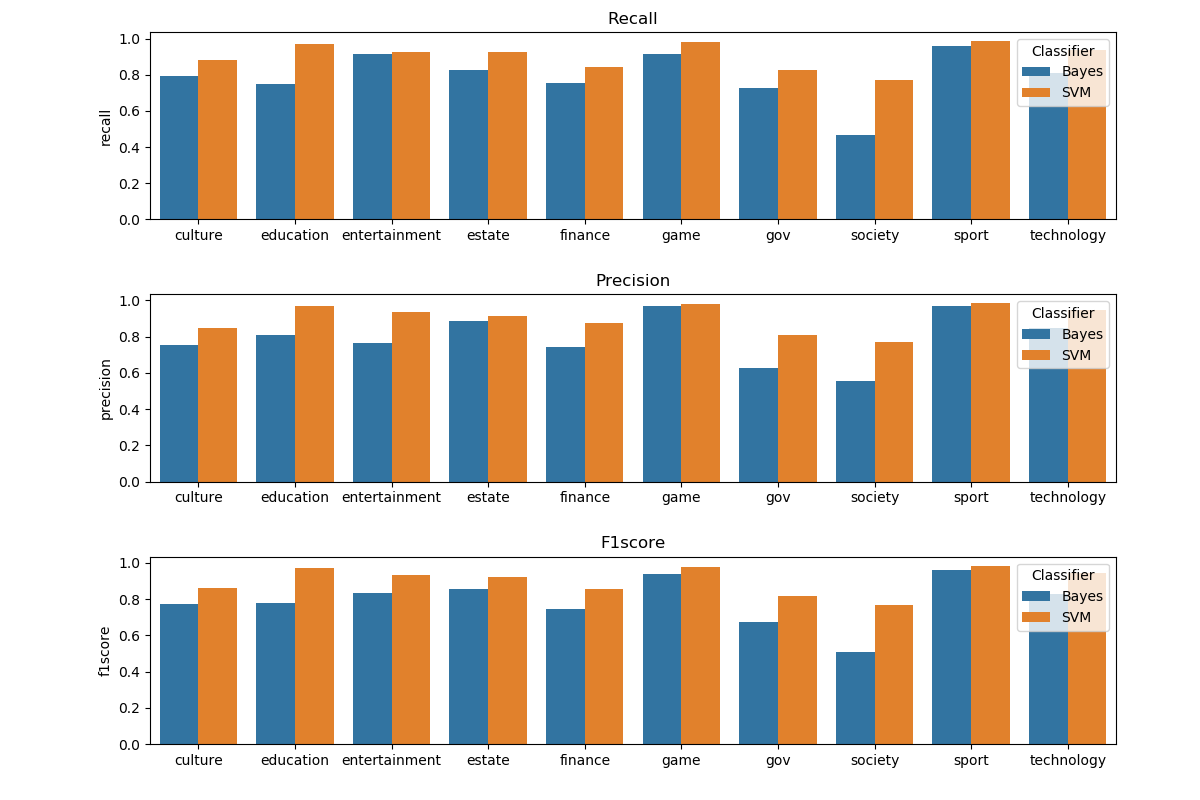 Recall
recall
1.0
0.8
0.6
0.4
0.2
0.0
Classifier
Bayes
SVM
culture education entertainment estate finance game gov society sport technology
Precision
precision
1.0
0.8
0.6
0.4
0.2
0.0
Classifier
Bayes
SVM
culture education entertainment estate finance game gov society sport technology
F1score
f1score
1.0
0.8
0.6
0.4
0.2
0.0
Classifier
Bayes
SVM
culture education entertainment estate finance game gov society sport technology